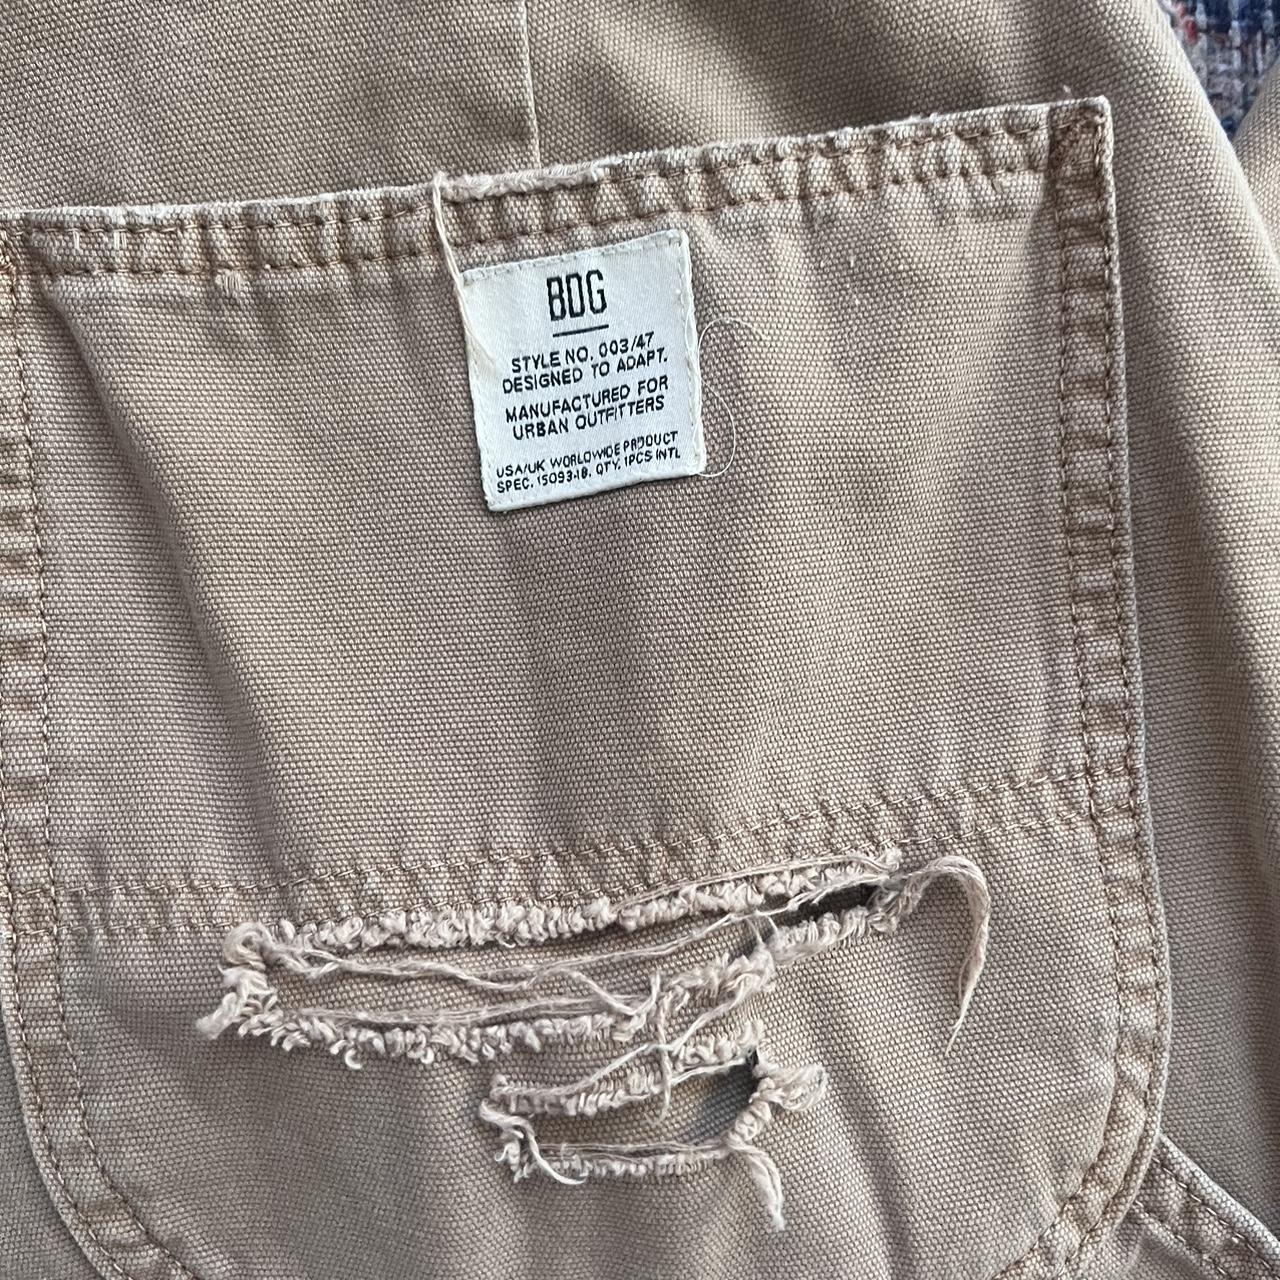 BDG
STYLE NO. 003/47
DESIGNED TO ADAPT.
MANUFACTURED FOR
URBAN OUTFITTERS
USA/UK WORLDWIDE PRODUCT
SPEC. 15093-18. QTY. 1PCS INTL